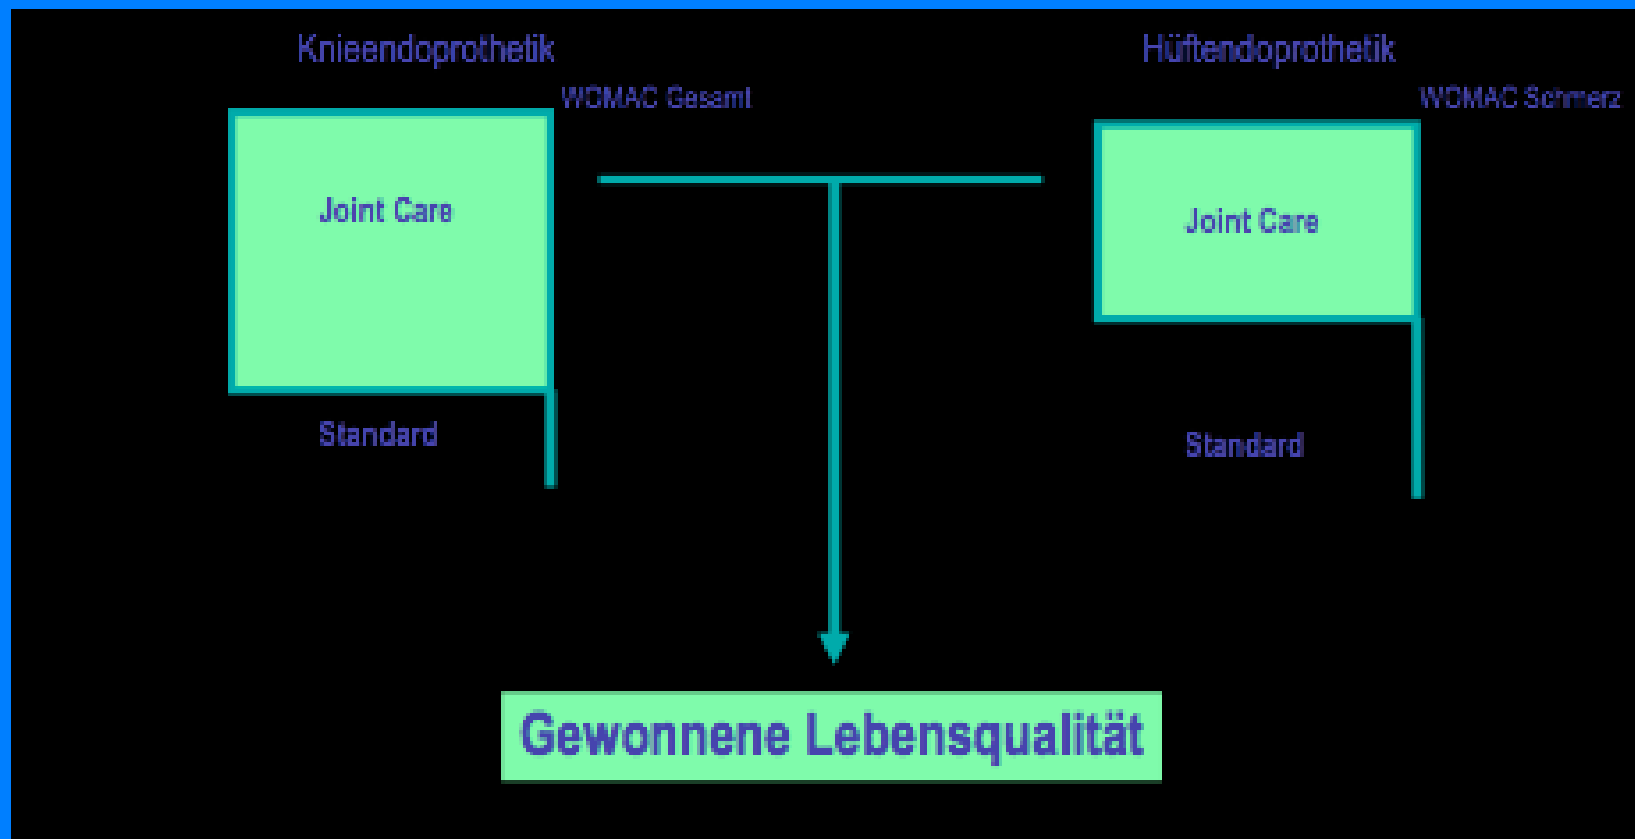 Knieendoprothetik
Hüftendoprothetik
WOMAC Gesamt
WOMAC Schmerz
Joint Care
Joint Care
Standard
Standard
Gewonnene Lebensqualität